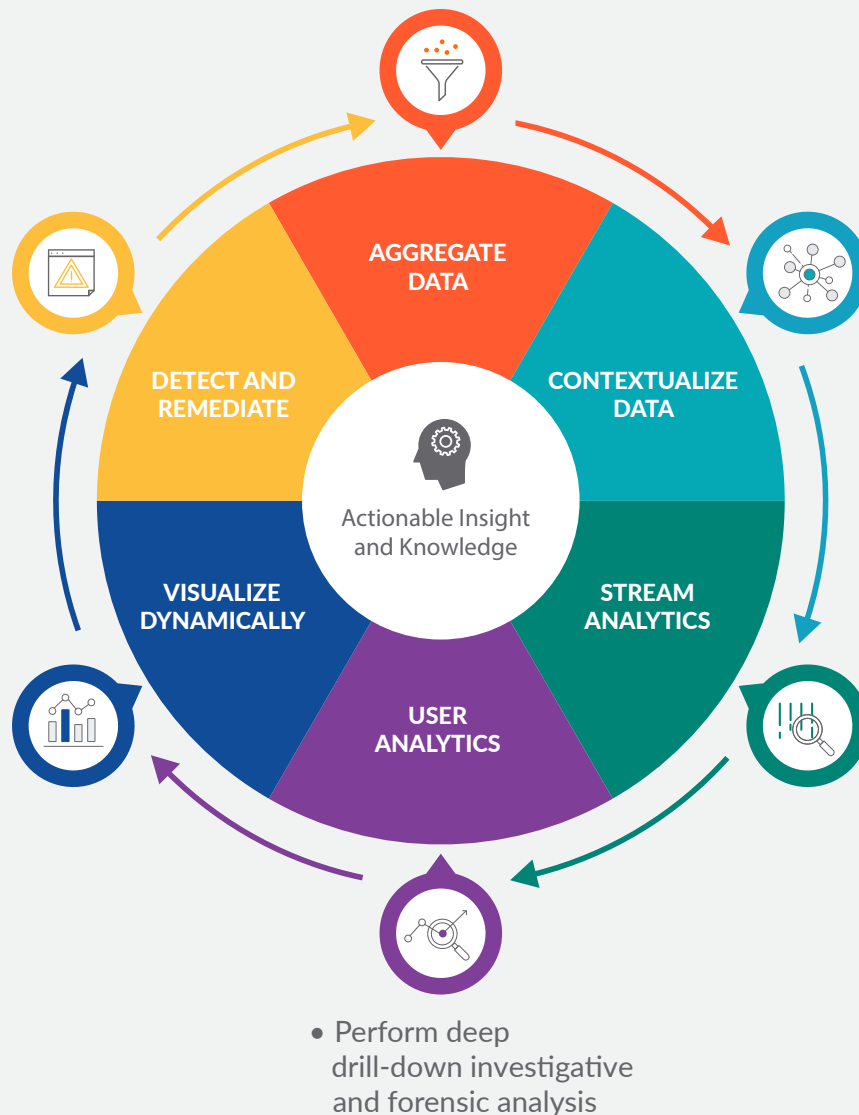 AGGREGATE
DATA
CONTEXTUALIZE
DATA
STREAM
ANALYTICS
USER
ANALYTICS
VISUALIZE
DYNAMICALLY
DETECT AND
REMEDIATE
Actionable Insight
and Knowledge
• Perform deep
drill-down investigative
and forensic analysis